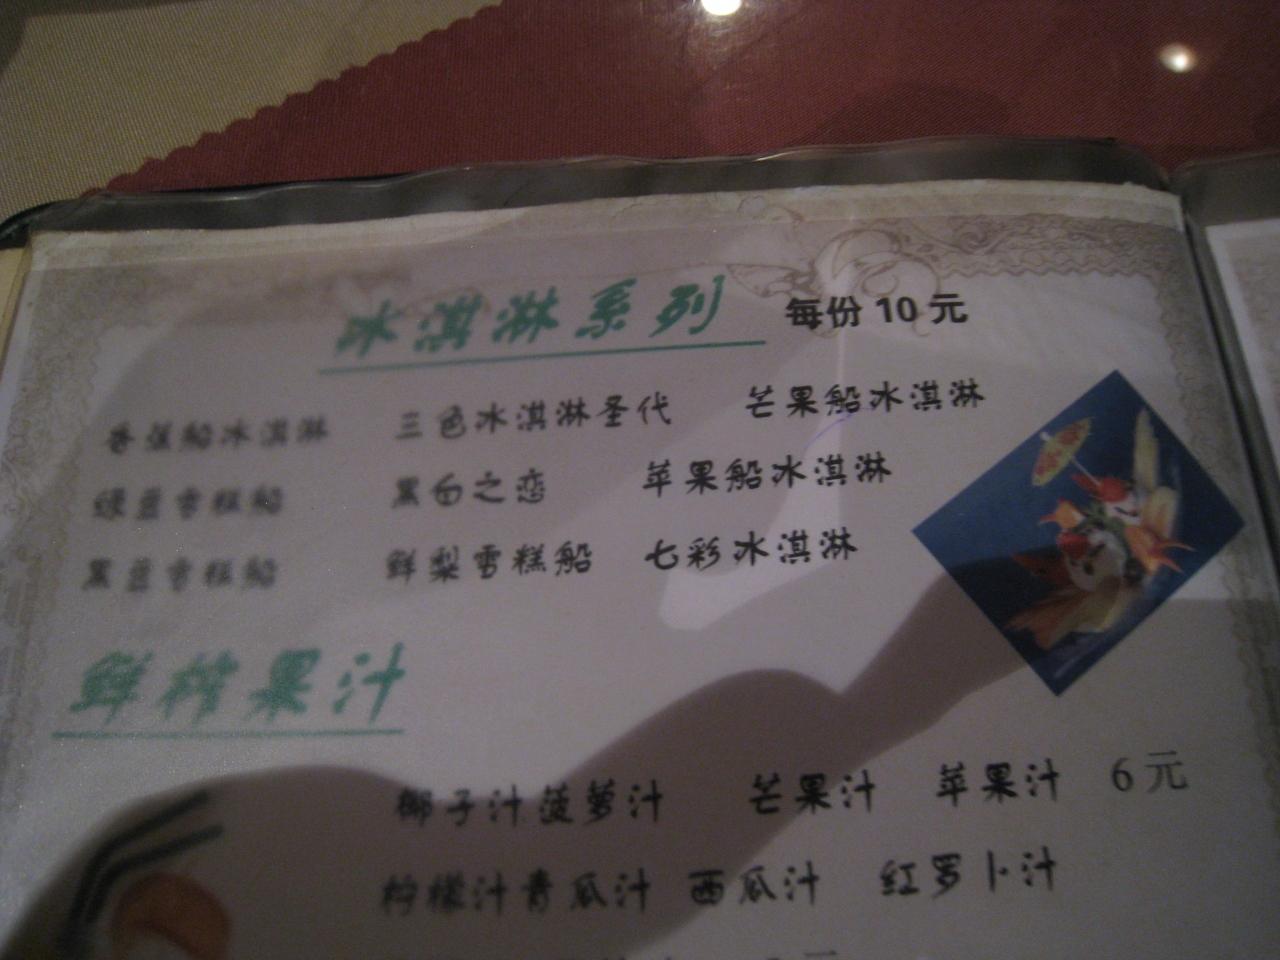 冰淇淋系列 每份 10 元
香蕉船冰淇淋 三色冰淇淋圣代 芒果船冰淇淋
绿豆雪糕船 黑白之恋 苹果船冰淇淋
黑豆雪糕船 鲜梨雪糕船 七彩冰淇淋
鲜榨果汁
椰子汁菠萝汁 芒果汁 苹果汁 6元
柠檬汁青瓜汁 西瓜汁 红罗卜汁